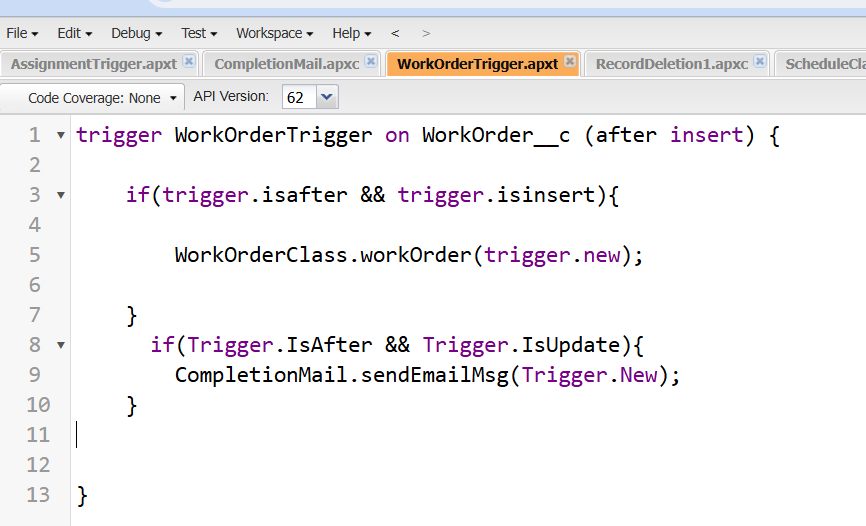 File Edit Debug Test Workspace Help < >
AssignmentTrigger.apxt CompletionMail.apxc WorkOrderTrigger.apxt RecordDeletion1.apxc ScheduleCla
Code Coverage: None API Version: 62
1 trigger WorkOrderTrigger on WorkOrder__c (after insert) {
2
3     if(trigger.isafter && trigger.isinsert){
4
5         WorkOrderClass.workOrder(trigger.new);
6
7     }
8       if(Trigger.IsAfter && Trigger.IsUpdate){
9         CompletionMail.sendEmailMsg(Trigger.New);
10     }
11
12
13 }